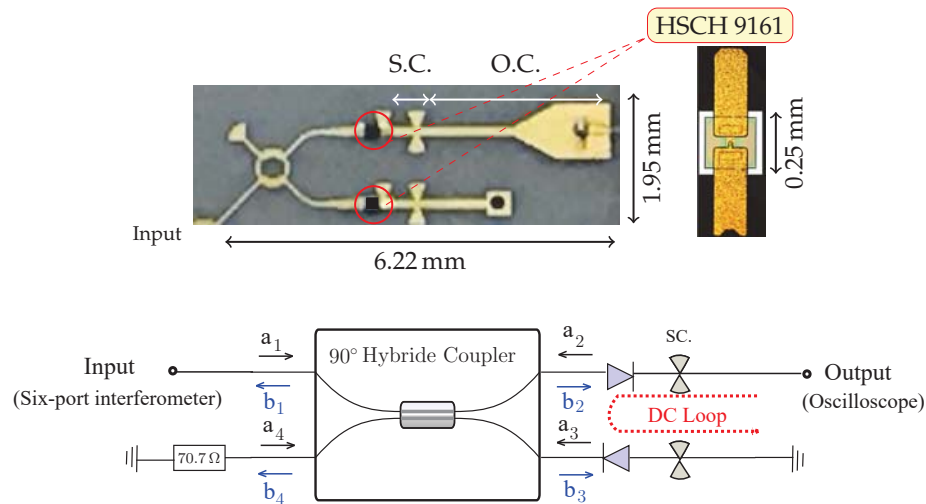 HSCH 9161
S.C.
O.C.
1.95 mm
0.25 mm
Input
6.22 mm
a1
90° Hybride Coupler
a2
SC.
Input
(Six-port interferometer)
b1
b2
Output
(Oscilloscope)
DC Loop
a4
a3
70.7 Ω
b4
b3